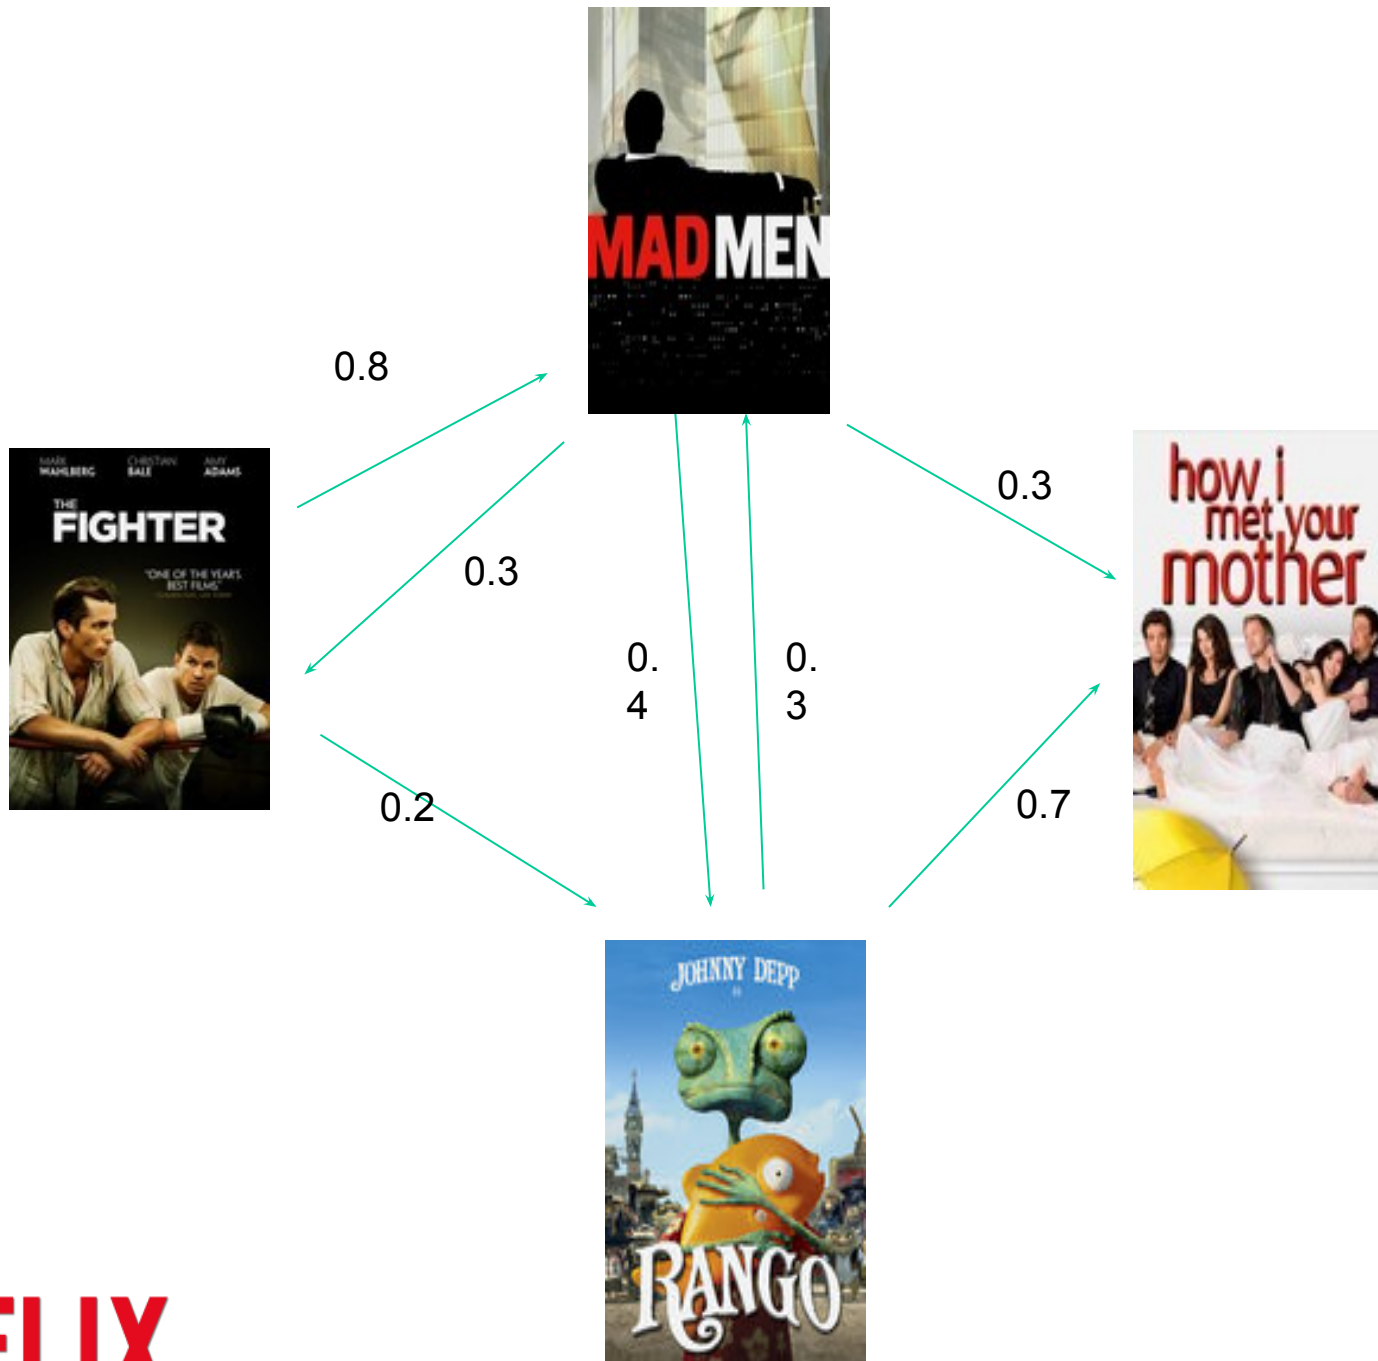 MAD MEN
0.8
MARK WAHLBERG
CHRISTIAN BALE
AMY ADAMS
THE
FIGHTER
"ONE OF THE YEAR'S
BEST FILMS"
0.3
0.3
how i
met your
mother
0.
4
0.
3
0.2
0.7
JOHNNY DEPP
is
RANGO
FLIX